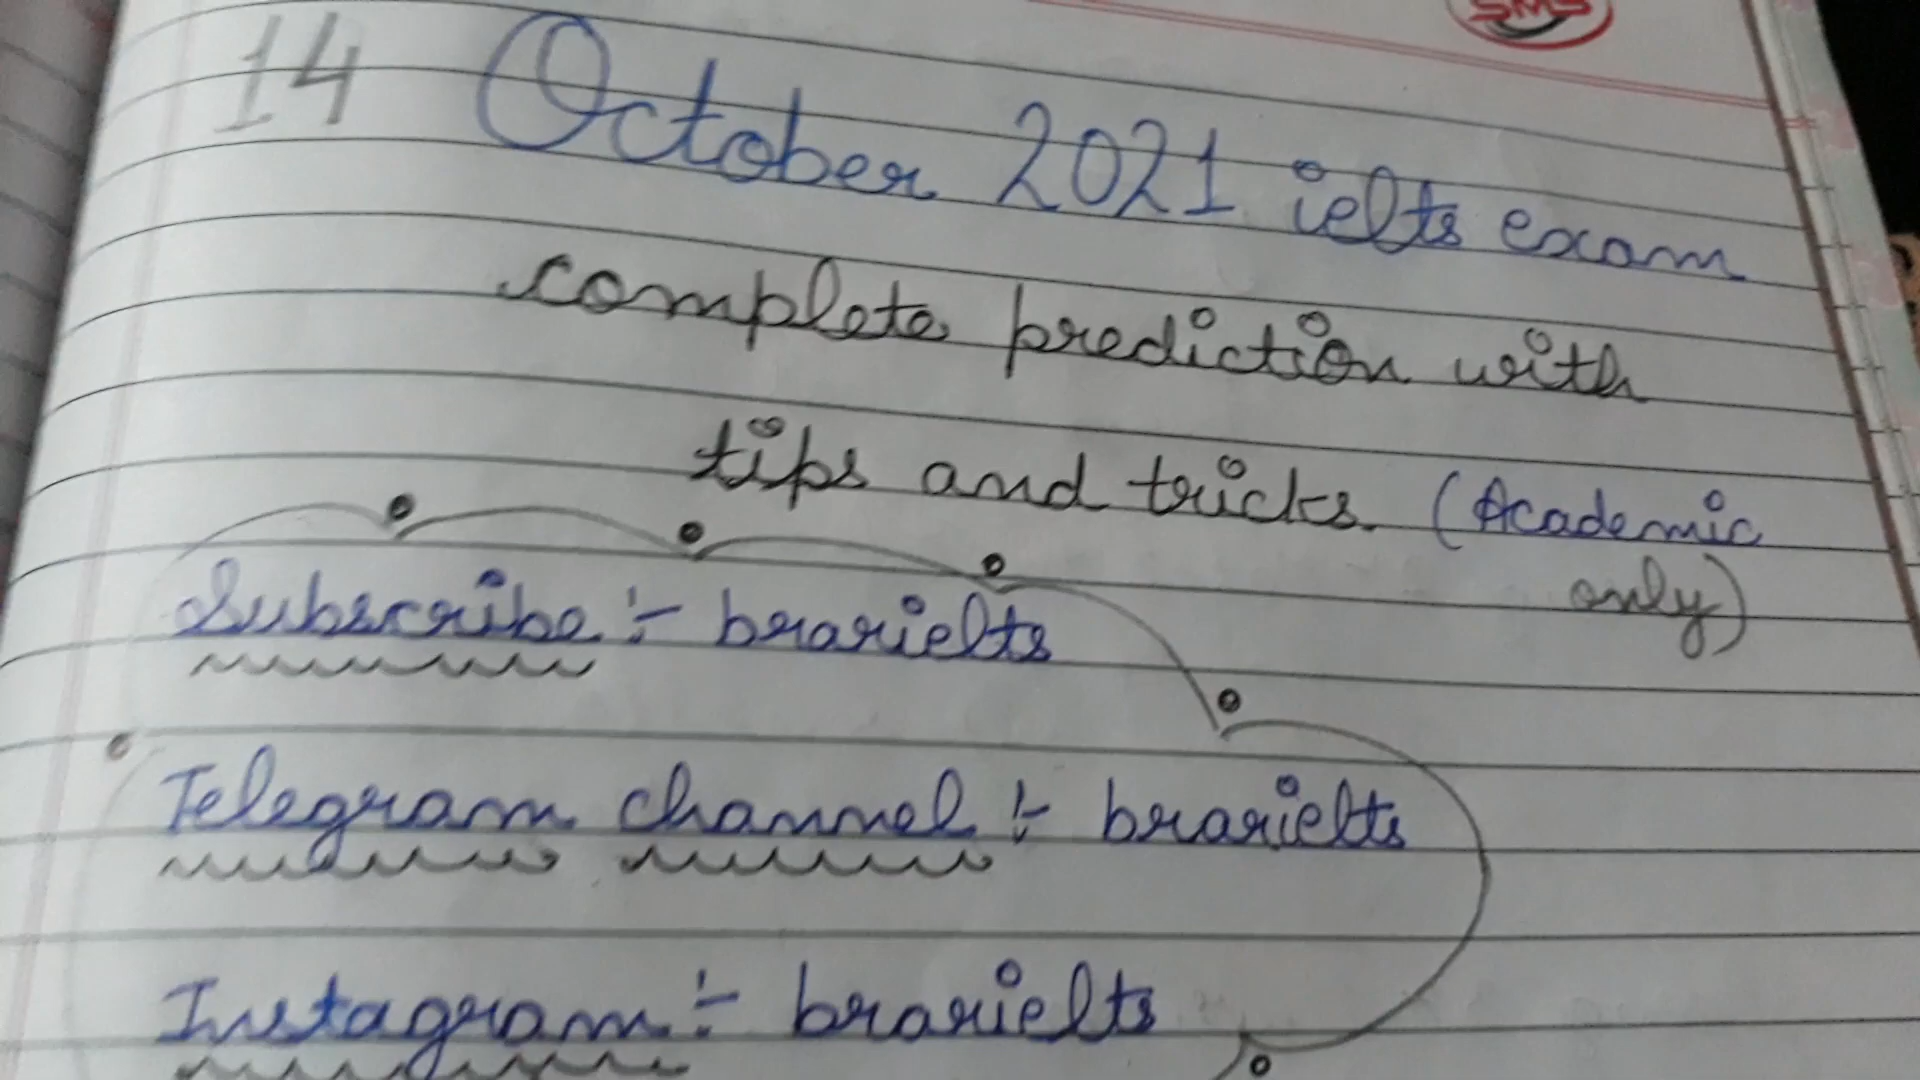 SMS
14 October 2021 ielts exam
complete prediction with
tips and tricks. (Academic
only)
Subscribe :- brarielts
Telegram channel :- brarielts
Instagram :- brarielts